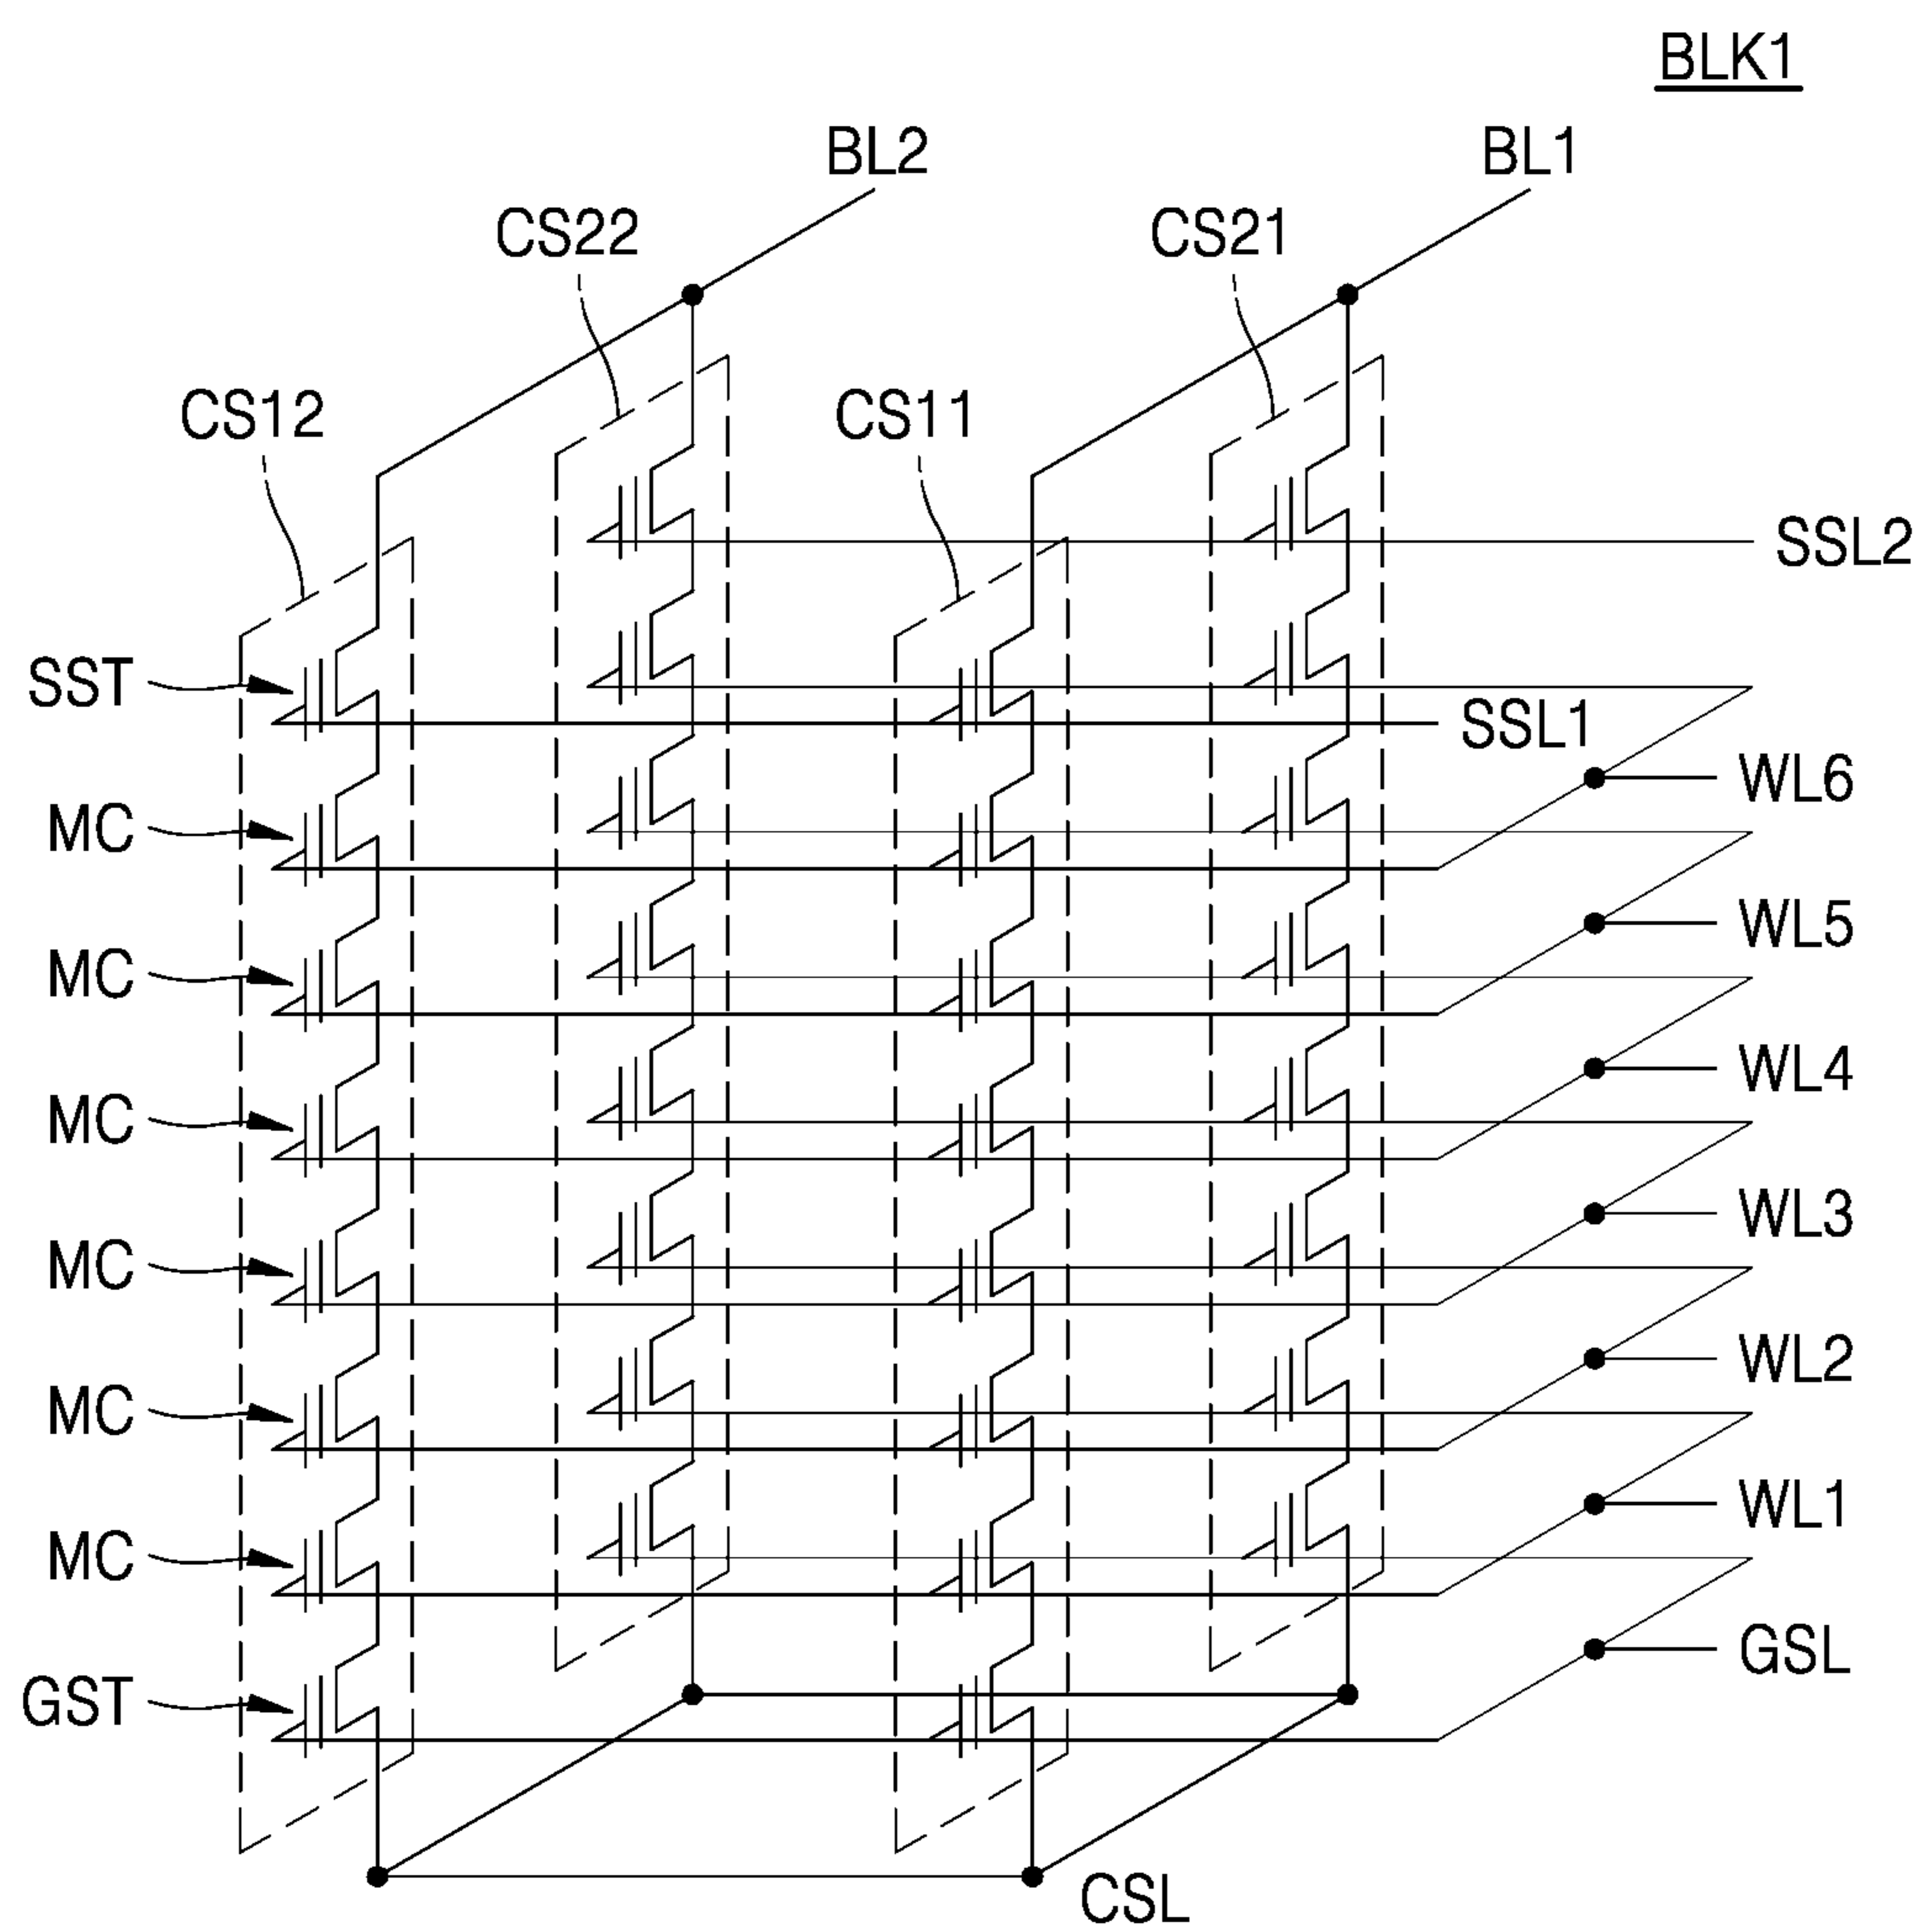 BLK1
BL2
BL1
CS22
CS21
CS12
CS11
SSL2
SST
SSL1
WL6
MC
WL5
MC
WL4
MC
WL3
MC
WL2
MC
WL1
MC
GSL
GST
CSL